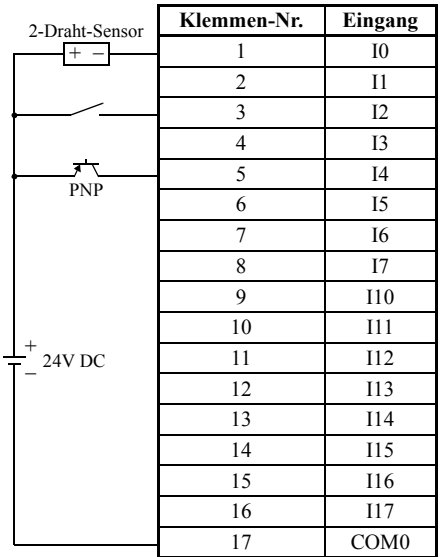 2-Draht-Sensor
+ −
PNP
+
24V DC
−
Klemmen-Nr. Eingang
1 I0
2 I1
3 I2
4 I3
5 I4
6 I5
7 I6
8 I7
9 I10
10 I11
11 I12
12 I13
13 I14
14 I15
15 I16
16 I17
17 COM0